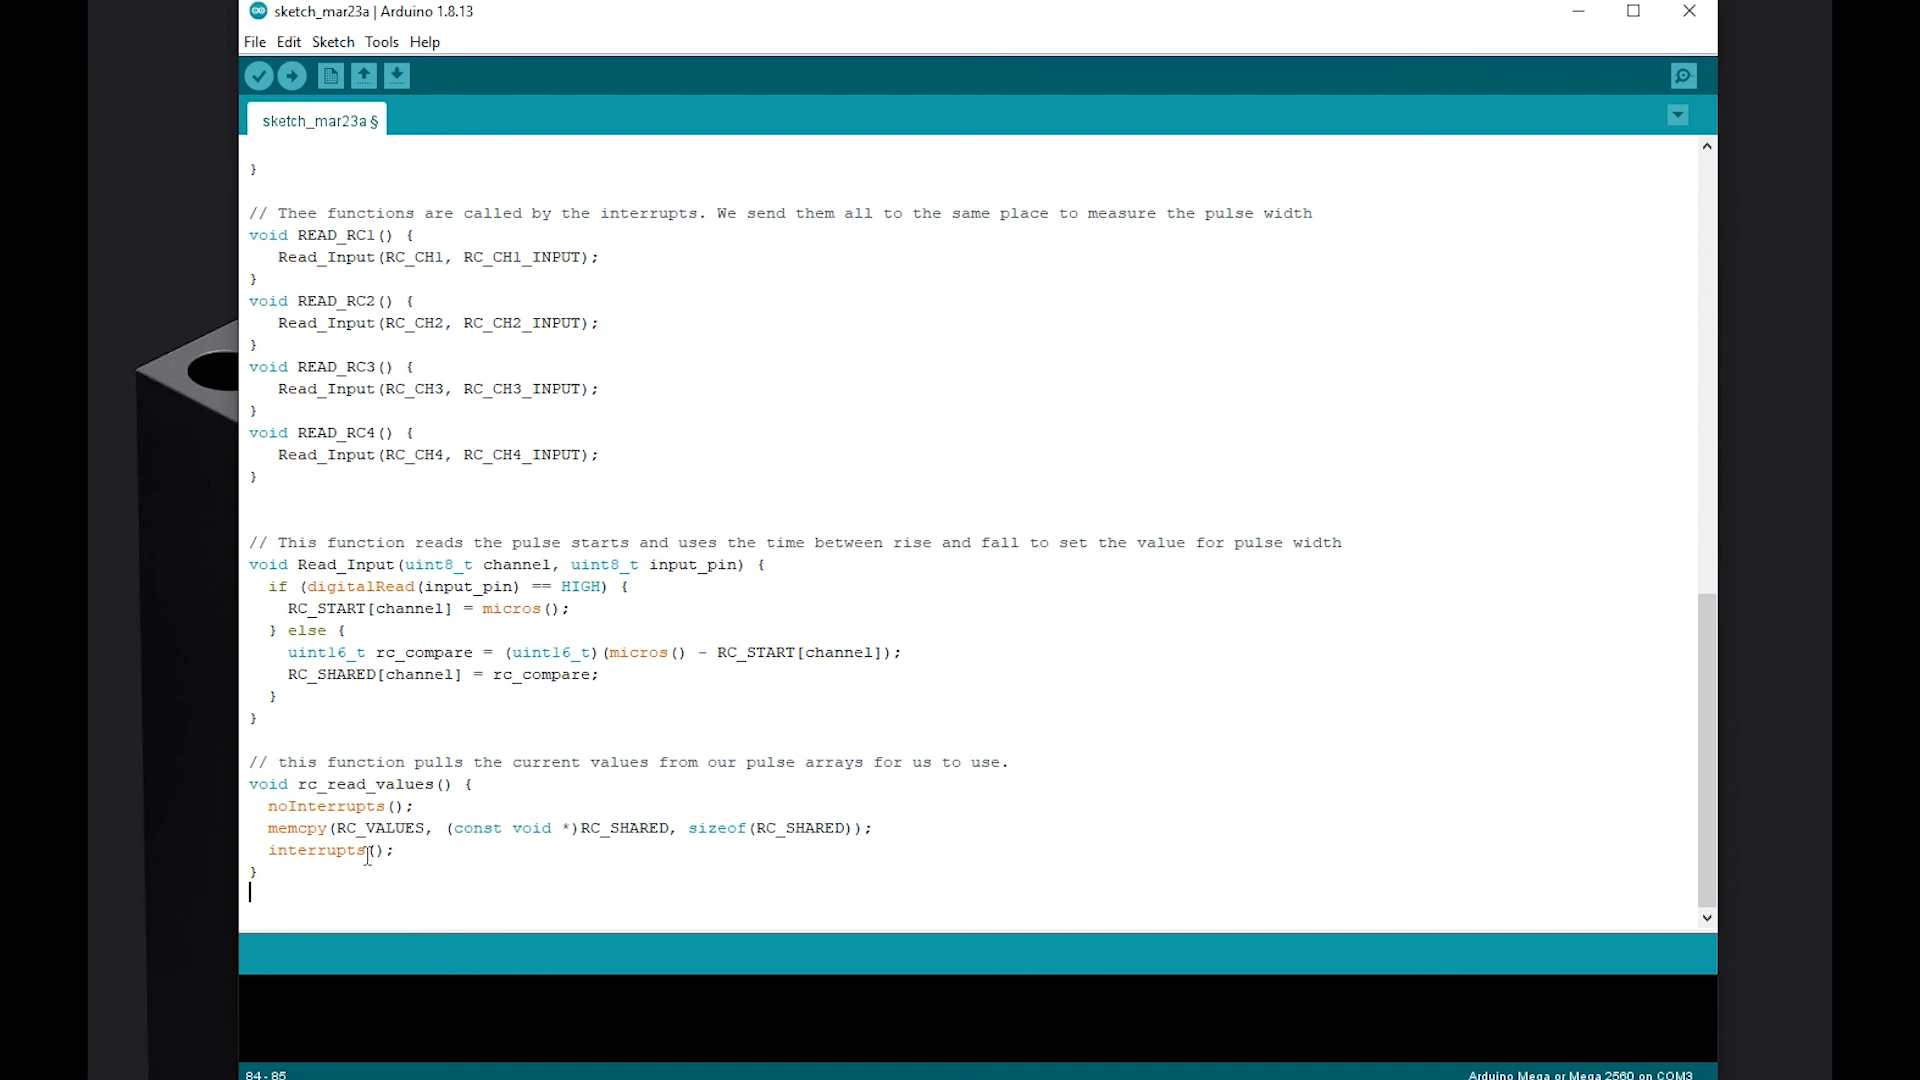 sketch_mar23a | Arduino 1.8.13
File Edit Sketch Tools Help
sketch_mar23a §
}
// Thee functions are called by the interrupts. We send them all to the same place to measure the pulse width
void READ_RC1() {
Read_Input(RC_CH1, RC_CH1_INPUT);
}
void READ_RC2() {
Read_Input(RC_CH2, RC_CH2_INPUT);
}
void READ_RC3() {
Read_Input(RC_CH3, RC_CH3_INPUT);
}
void READ_RC4() {
Read_Input(RC_CH4, RC_CH4_INPUT);
}
// This function reads the pulse starts and uses the time between rise and fall to set the value for pulse width
void Read_Input(uint8_t channel, uint8_t input_pin) {
if (digitalRead(input_pin) == HIGH) {
RC_START[channel] = micros();
} else {
uint16_t rc_compare = (uint16_t)(micros() - RC_START[channel]);
RC_SHARED[channel] = rc_compare;
}
}
// this function pulls the current values from our pulse arrays for us to use.
void rc_read_values() {
noInterrupts();
memcpy(RC_VALUES, (const void *)RC_SHARED, sizeof(RC_SHARED));
interrupts();
}
84 - 85
Arduino Mega or Mega 2560 on COM3